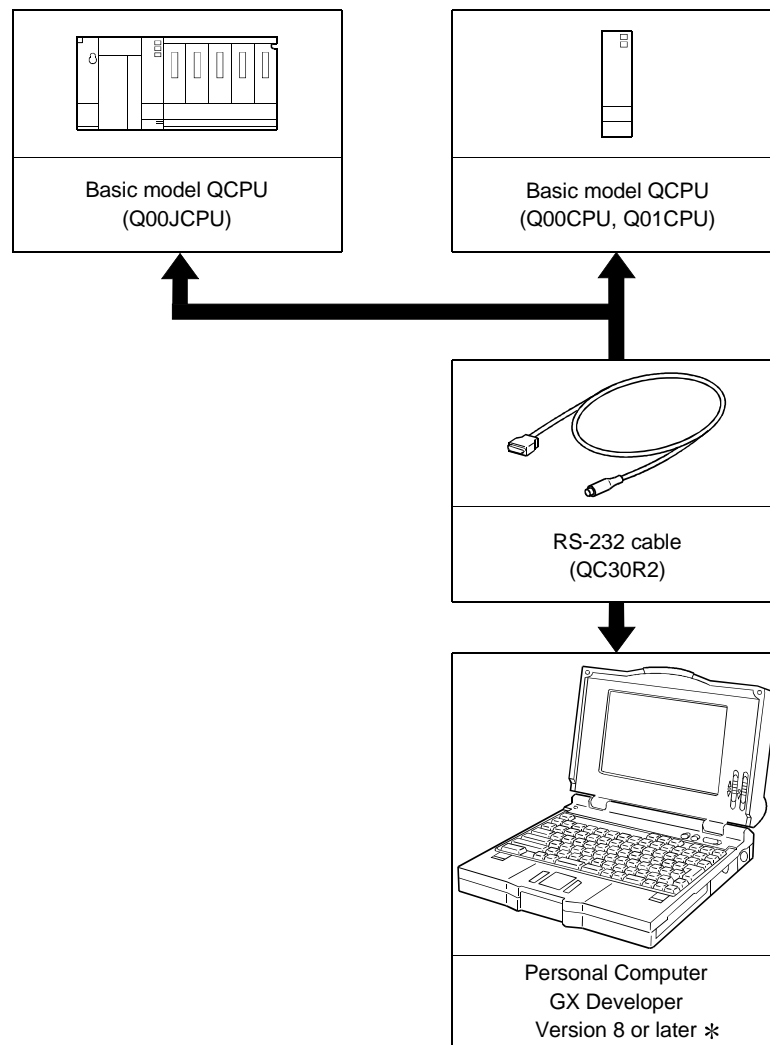 Basic model QCPU
(Q00JCPU)
Basic model QCPU
(Q00CPU, Q01CPU)
RS-232 cable
(QC30R2)
Personal Computer
GX Developer
Version 8 or later *